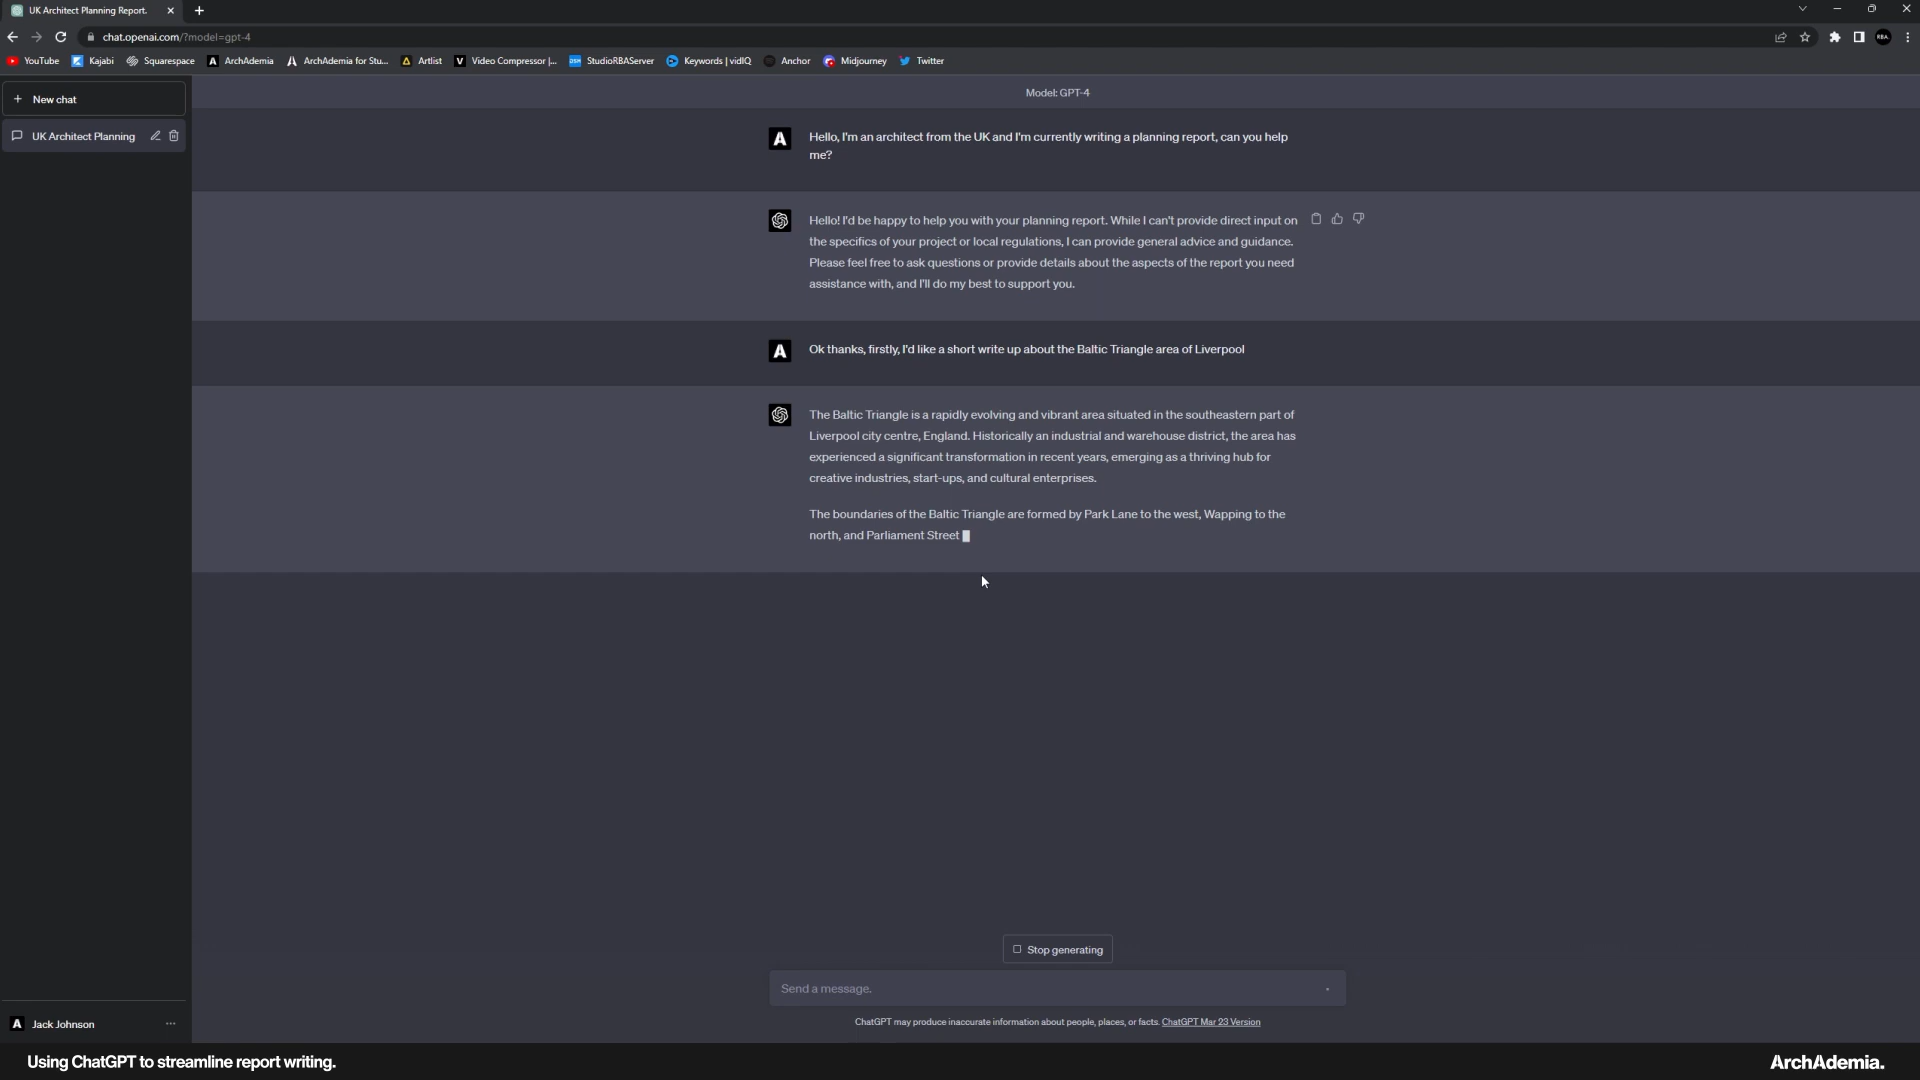 UK Architect Planning Report.
chat.openai.com/?model=gpt-4
RBA.
YouTube Kajabi Squarespace ArchAdemia ArchAdemia for Stu... Artlist Video Compressor |... StudioRBAServer Keywords | vidIQ Anchor Midjourney Twitter
New chat
Model: GPT-4
UK Architect Planning
Hello, I'm an architect from the UK and I'm currently writing a planning report, can you help
me?
Hello! I'd be happy to help you with your planning report. While I can't provide direct input on
the specifics of your project or local regulations, I can provide general advice and guidance.
Please feel free to ask questions or provide details about the aspects of the report you need
assistance with, and I'll do my best to support you.
Ok thanks, firstly, I'd like a short write up about the Baltic Triangle area of Liverpool
The Baltic Triangle is a rapidly evolving and vibrant area situated in the southeastern part of
Liverpool city centre, England. Historically an industrial and warehouse district, the area has
experienced a significant transformation in recent years, emerging as a thriving hub for
creative industries, start-ups, and cultural enterprises.
The boundaries of the Baltic Triangle are formed by Park Lane to the west, Wapping to the
north, and Parliament Street
Stop generating
Send a message.
ChatGPT may produce inaccurate information about people, places, or facts. ChatGPT Mar 23 Version
Jack Johnson
Using ChatGPT to streamline report writing.
ArchAdemia.